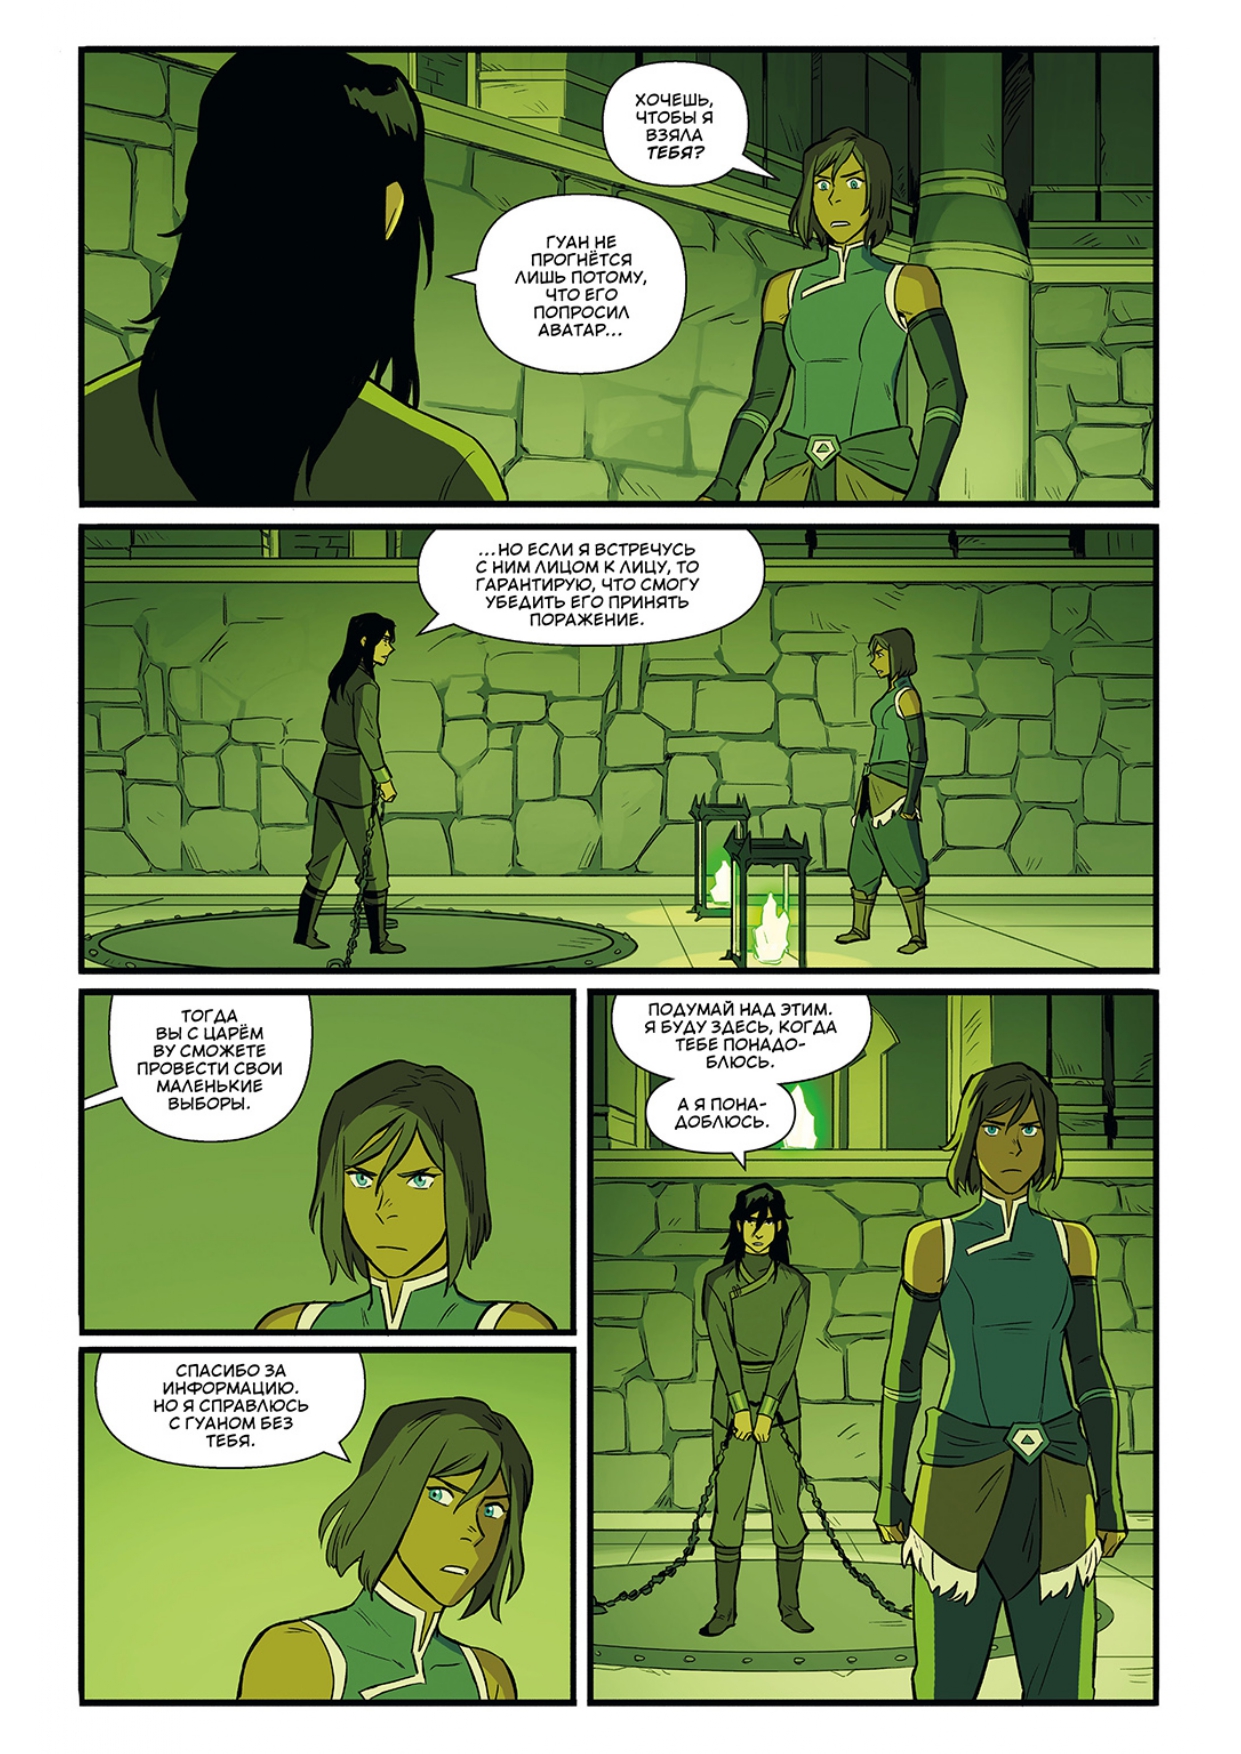 ХОЧЕШЬ,
ЧТОБЫ Я
ВЗЯЛА
ТЕБЯ?
ГУАН НЕ
ПРОГНЁТСЯ
ЛИШЬ ПОТОМУ,
ЧТО ЕГО
ПОПРОСИЛ
АВАТАР...
...НО ЕСЛИ Я ВСТРЕЧУСЬ
С НИМ ЛИЦОМ К ЛИЦУ, ТО
ГАРАНТИРУЮ, ЧТО СМОГУ
УБЕДИТЬ ЕГО ПРИНЯТЬ
ПОРАЖЕНИЕ.
ТОГДА
ВЫ С ЦАРЁМ
ВУ СМОЖЕТЕ
ПРОВЕСТИ СВОИ
МАЛЕНЬКИЕ
ВЫБОРЫ.
СПАСИБО ЗА
ИНФОРМАЦИЮ.
НО Я СПРАВЛЮСЬ
С ГУАНОМ БЕЗ
ТЕБЯ.
ПОДУМАЙ НАД ЭТИМ.
Я БУДУ ЗДЕСЬ, КОГДА
ТЕБЕ ПОНАДО-
БЛЮСЬ.
А Я ПОНА-
ДОБЛЮСЬ.